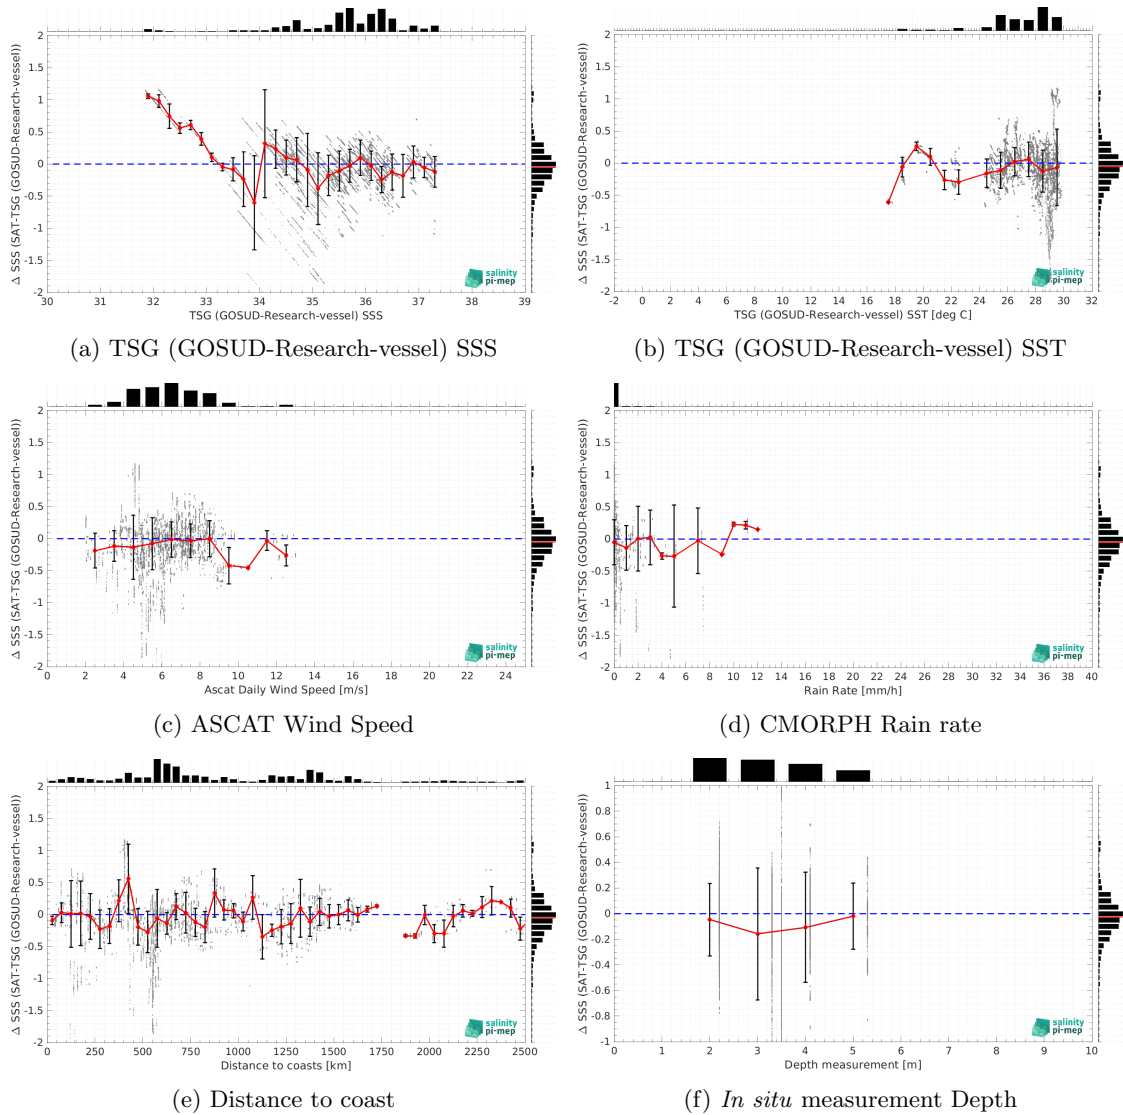 Δ SSS (SAT-TSG (GOSUD-Research-vessel))
2
1.5
1
0.5
0
-0.5
-1
-1.5
-2
salinity
pi-mep
30 31 32 33 34 35 36 37 38 39
TSG (GOSUD-Research-vessel) SSS
(a) TSG (GOSUD-Research-vessel) SSS
Δ SSS (SAT-TSG (GOSUD-Research-vessel))
2
1.5
1
0.5
0
-0.5
-1
-1.5
-2
salinity
pi-mep
-2 0 2 4 6 8 10 12 14 16 18 20 22 24 26 28 30 32
TSG (GOSUD-Research-vessel) SST [deg C]
(b) TSG (GOSUD-Research-vessel) SST
Δ SSS (SAT-TSG (GOSUD-Research-vessel))
2
1.5
1
0.5
0
-0.5
-1
-1.5
-2
salinity
pi-mep
0 2 4 6 8 10 12 14 16 18 20 22 24
Ascat Daily Wind Speed [m/s]
(c) ASCAT Wind Speed
Δ SSS (SAT-TSG (GOSUD-Research-vessel))
2
1.5
1
0.5
0
-0.5
-1
-1.5
-2
salinity
pi-mep
0 2 4 6 8 10 12 14 16 18 20 22 24 26 28 30 32 34 36 38 40
Rain Rate [mm/h]
(d) CMORPH Rain rate
Δ SSS (SAT-TSG (GOSUD-Research-vessel))
2
1.5
1
0.5
0
-0.5
-1
-1.5
-2
salinity
pi-mep
0 250 500 750 1000 1250 1500 1750 2000 2250 2500
Distance to coasts [km]
(e) Distance to coast
Δ SSS (SAT-TSG (GOSUD-Research-vessel))
1
0.8
0.6
0.4
0.2
0
-0.2
-0.4
-0.6
-0.8
-1
salinity
pi-mep
0 1 2 3 4 5 6 7 8 9 10
Depth measurement [m]
(f) In situ measurement Depth